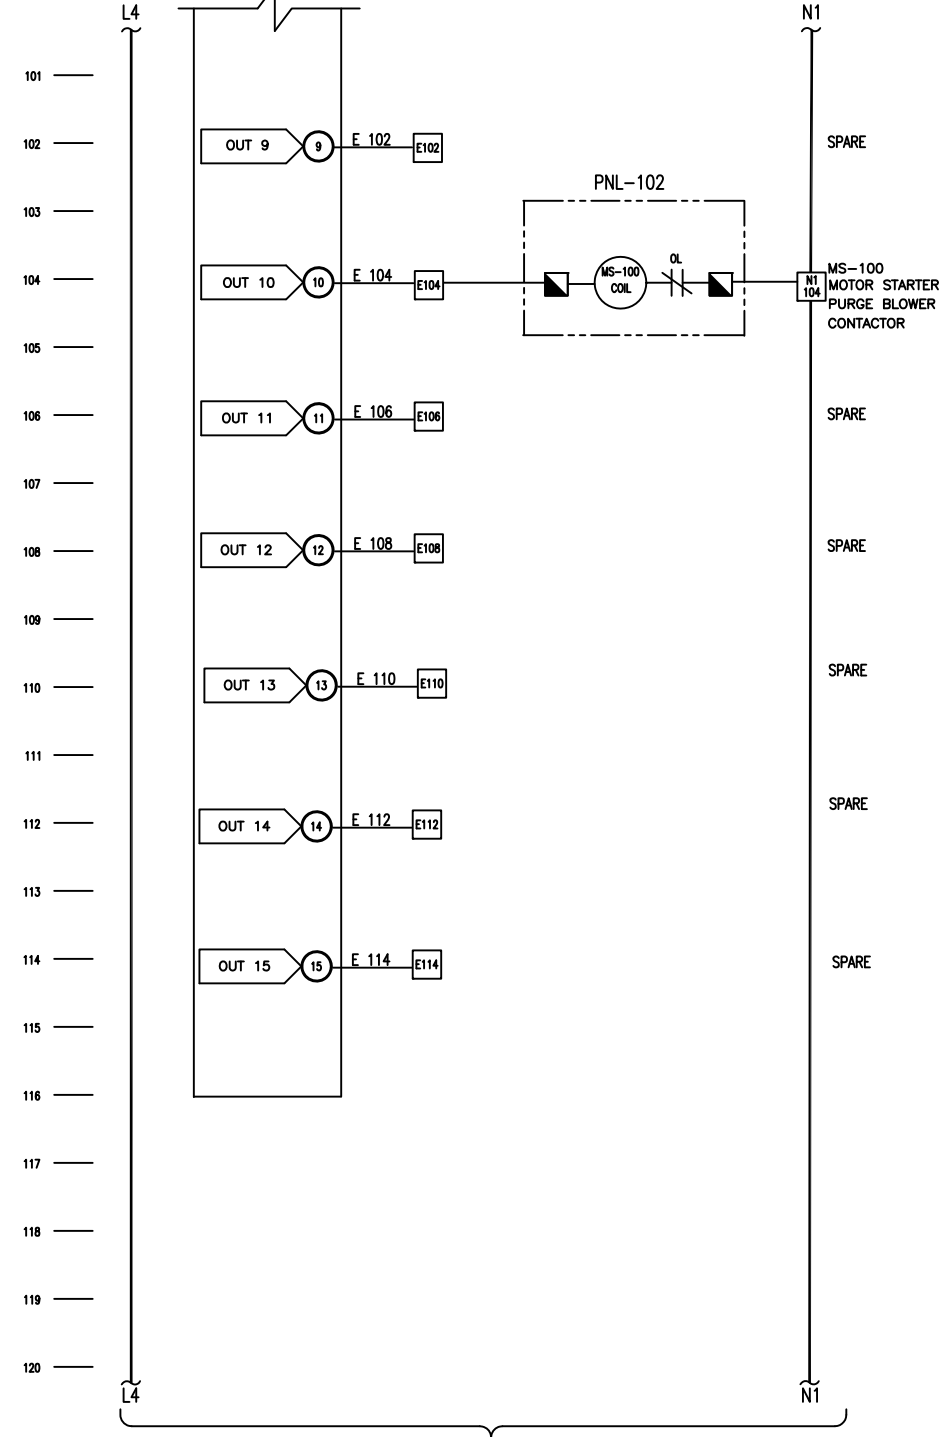 L4 N1
101
102 OUT 9 9 E 102 E102 SPARE
PNL-102
103
104 OUT 10 10 E 104 E104 MS-100 COIL OL N1 104 MS-100
MOTOR STARTER
PURGE BLOWER
CONTACTOR
105
106 OUT 11 11 E 106 E106 SPARE
107
108 OUT 12 12 E 108 E108 SPARE
109
110 OUT 13 13 E 110 E110 SPARE
111
112 OUT 14 14 E 112 E112 SPARE
113
114 OUT 15 15 E 114 E114 SPARE
115
116
117
118
119
120
L4 N1